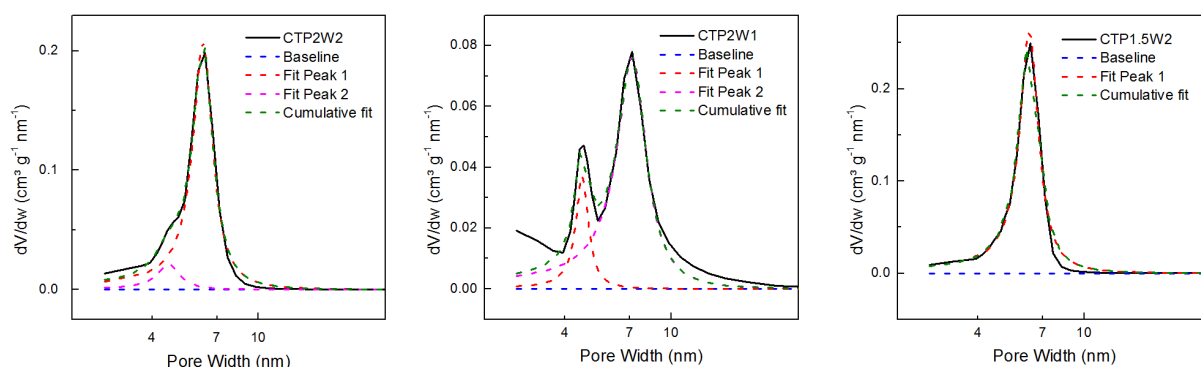 CTP2W2
Baseline
Fit Peak 1
Fit Peak 2
Cumulative fit
0.2
0.1
0.0
dV/dw (cm³ g⁻¹ nm⁻¹)
4
7
10
Pore Width (nm)
CTP2W1
Baseline
Fit Peak 1
Fit Peak 2
Cumulative fit
0.08
0.06
0.04
0.02
0.00
dV/dw (cm³ g⁻¹ nm⁻¹)
4
7
10
Pore Width (nm)
CTP1.5W2
Baseline
Fit Peak 1
Cumulative fit
0.2
0.1
0.0
dV/dw (cm³ g⁻¹ nm⁻¹)
4
7
10
Pore Width (nm)